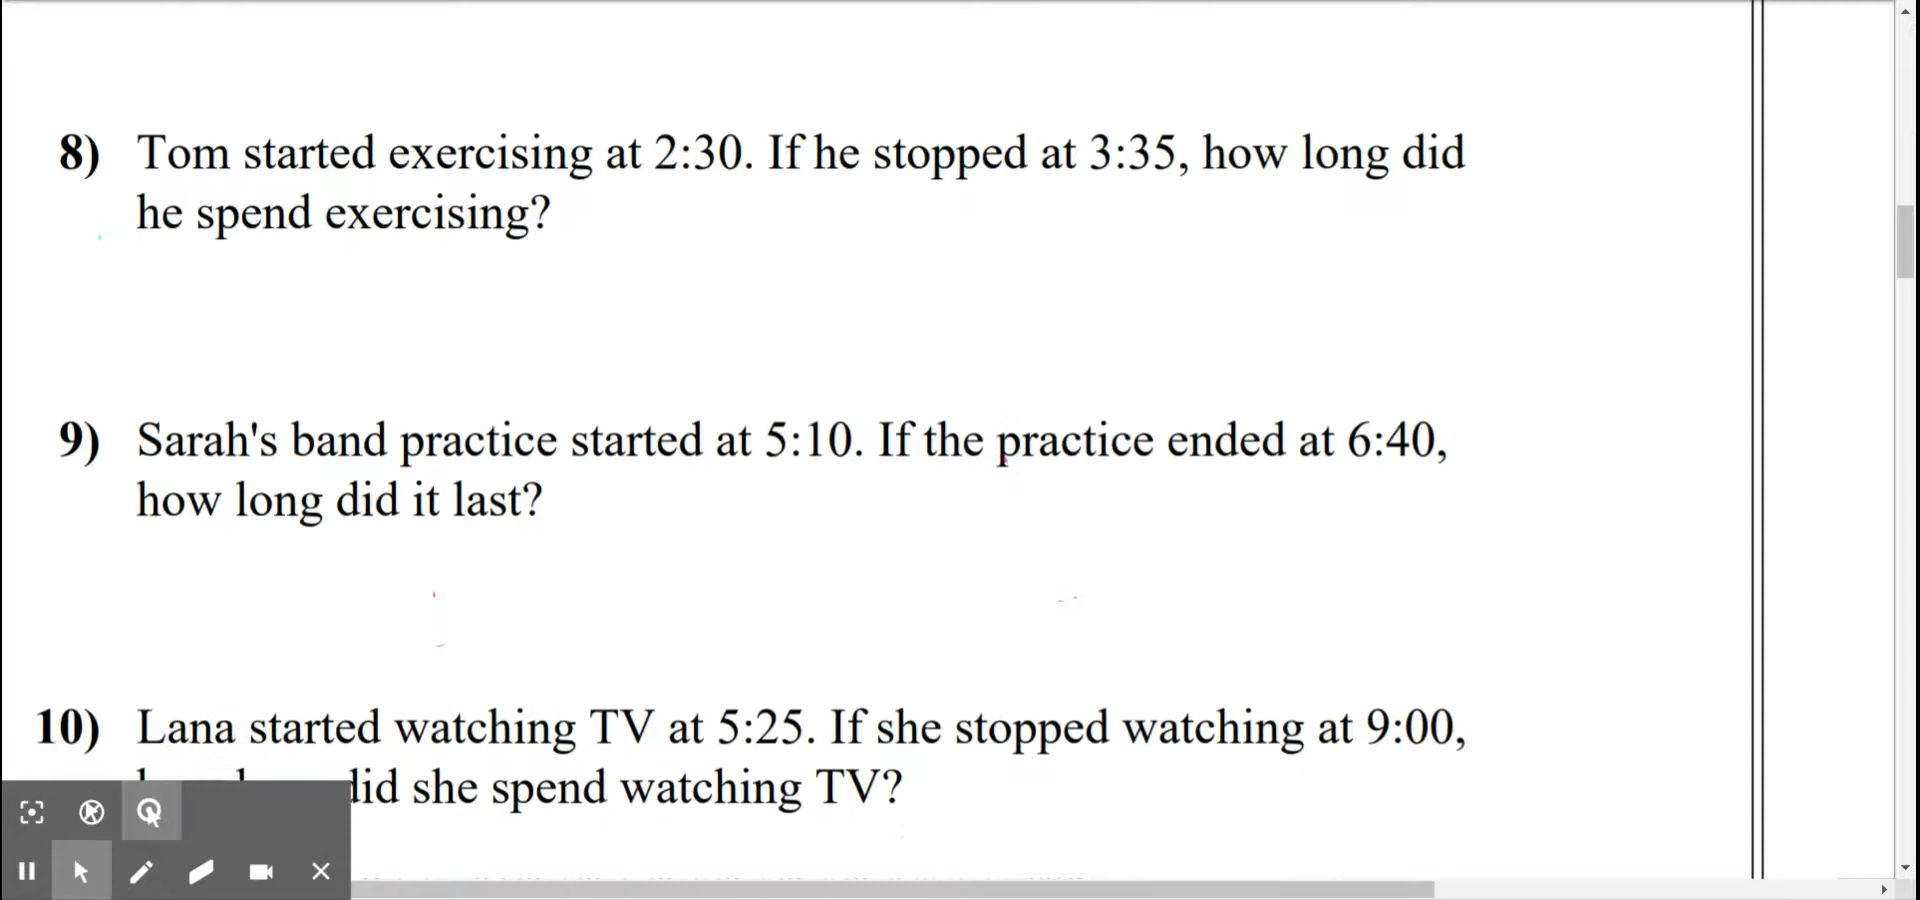 8) Tom started exercising at 2:30. If he stopped at 3:35, how long did
he spend exercising?
9) Sarah's band practice started at 5:10. If the practice ended at 6:40,
how long did it last?
10) Lana started watching TV at 5:25. If she stopped watching at 9:00,
did she spend watching TV?